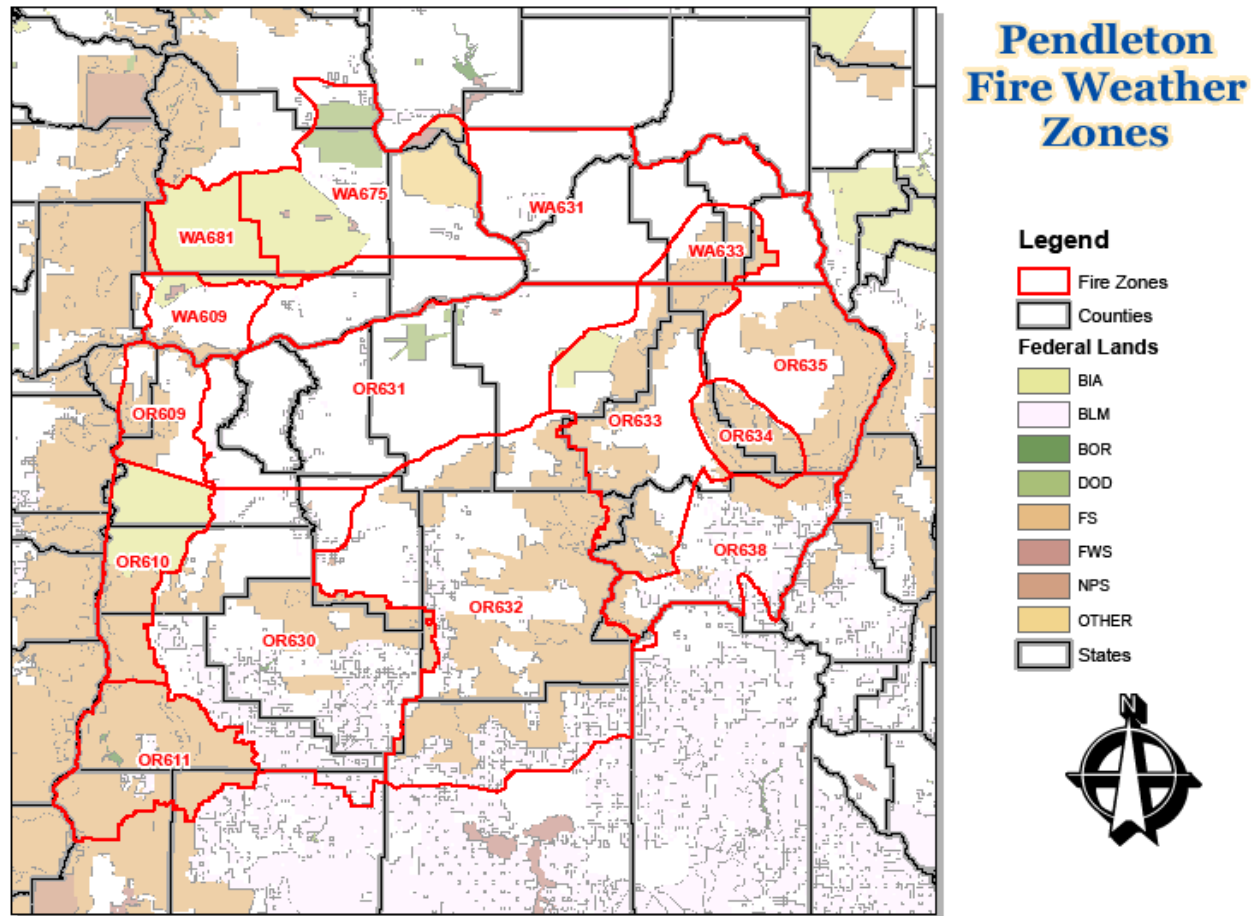 Pendleton
Fire Weather
Zones
WA675
WA631
WA681
WA633
WA609
OR635
OR631
OR609
OR633
OR634
OR638
OR610
OR632
OR630
OR611
Legend
Fire Zones
Counties
Federal Lands
BIA
BLM
BOR
DOD
FS
FWS
NPS
OTHER
States
N